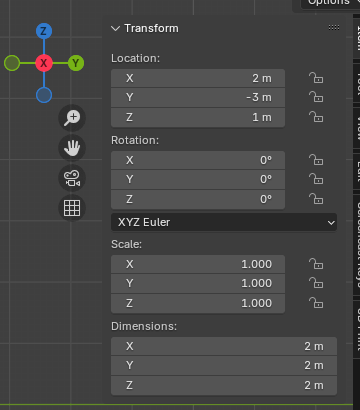 Options
Z
X
Y
Transform
Location:
X 2 m
Y -3 m
Z 1 m
Rotation:
X 0°
Y 0°
Z 0°
XYZ Euler
Scale:
X 1.000
Y 1.000
Z 1.000
Dimensions:
X 2 m
Y 2 m
Z 2 m